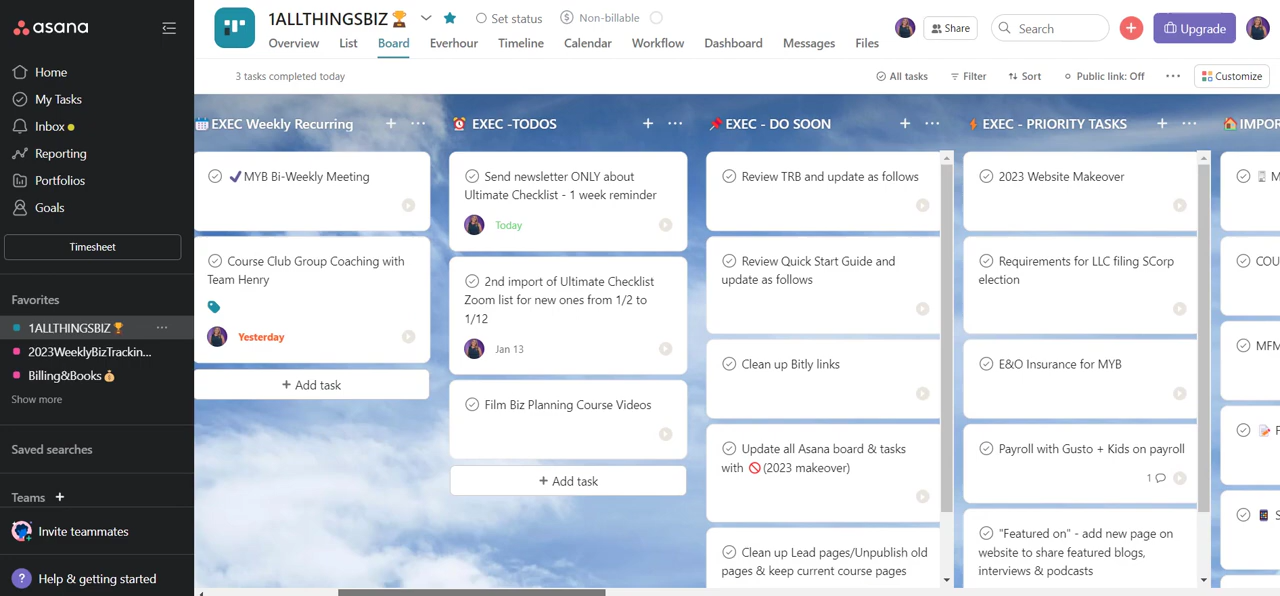 asana
Home
My Tasks
Inbox
Reporting
Portfolios
Goals
Timesheet
Favorites
1ALLTHINGSBIZ🏆
2023WeeklyBizTrackin...
Billing&Books💰
Show more
Saved searches
Teams +
Invite teammates
? Help & getting started
1ALLTHINGSBIZ🏆
Set status
$ Non-billable
Share
Search
Upgrade
Overview
List
Board
Everhour
Timeline
Calendar
Workflow
Dashboard
Messages
Files
3 tasks completed today
All tasks
Filter
Sort
Public link: Off
...
Customize
📅 EXEC Weekly Recurring + ...
✔MYB Bi-Weekly Meeting
Course Club Group Coaching with
Team Henry
Yesterday
+ Add task
⏰ EXEC -TODOS + ...
Send newsletter ONLY about
Ultimate Checklist - 1 week reminder
Today
2nd import of Ultimate Checklist
Zoom list for new ones from 1/2 to
1/12
Jan 13
Film Biz Planning Course Videos
+ Add task
📌EXEC - DO SOON + ...
Review TRB and update as follows
Review Quick Start Guide and
update as follows
Clean up Bitly links
Update all Asana board & tasks
with 🚫(2023 makeover)
Clean up Lead pages/Unpublish old
pages & keep current course pages
⚡EXEC - PRIORITY TASKS + ...
2023 Website Makeover
Requirements for LLC filing SCorp
election
E&O Insurance for MYB
Payroll with Gusto + Kids on payroll
1
"Featured on" - add new page on
website to share featured blogs,
interviews & podcasts
🏠IMPOR
M
COU
MFM
F
S